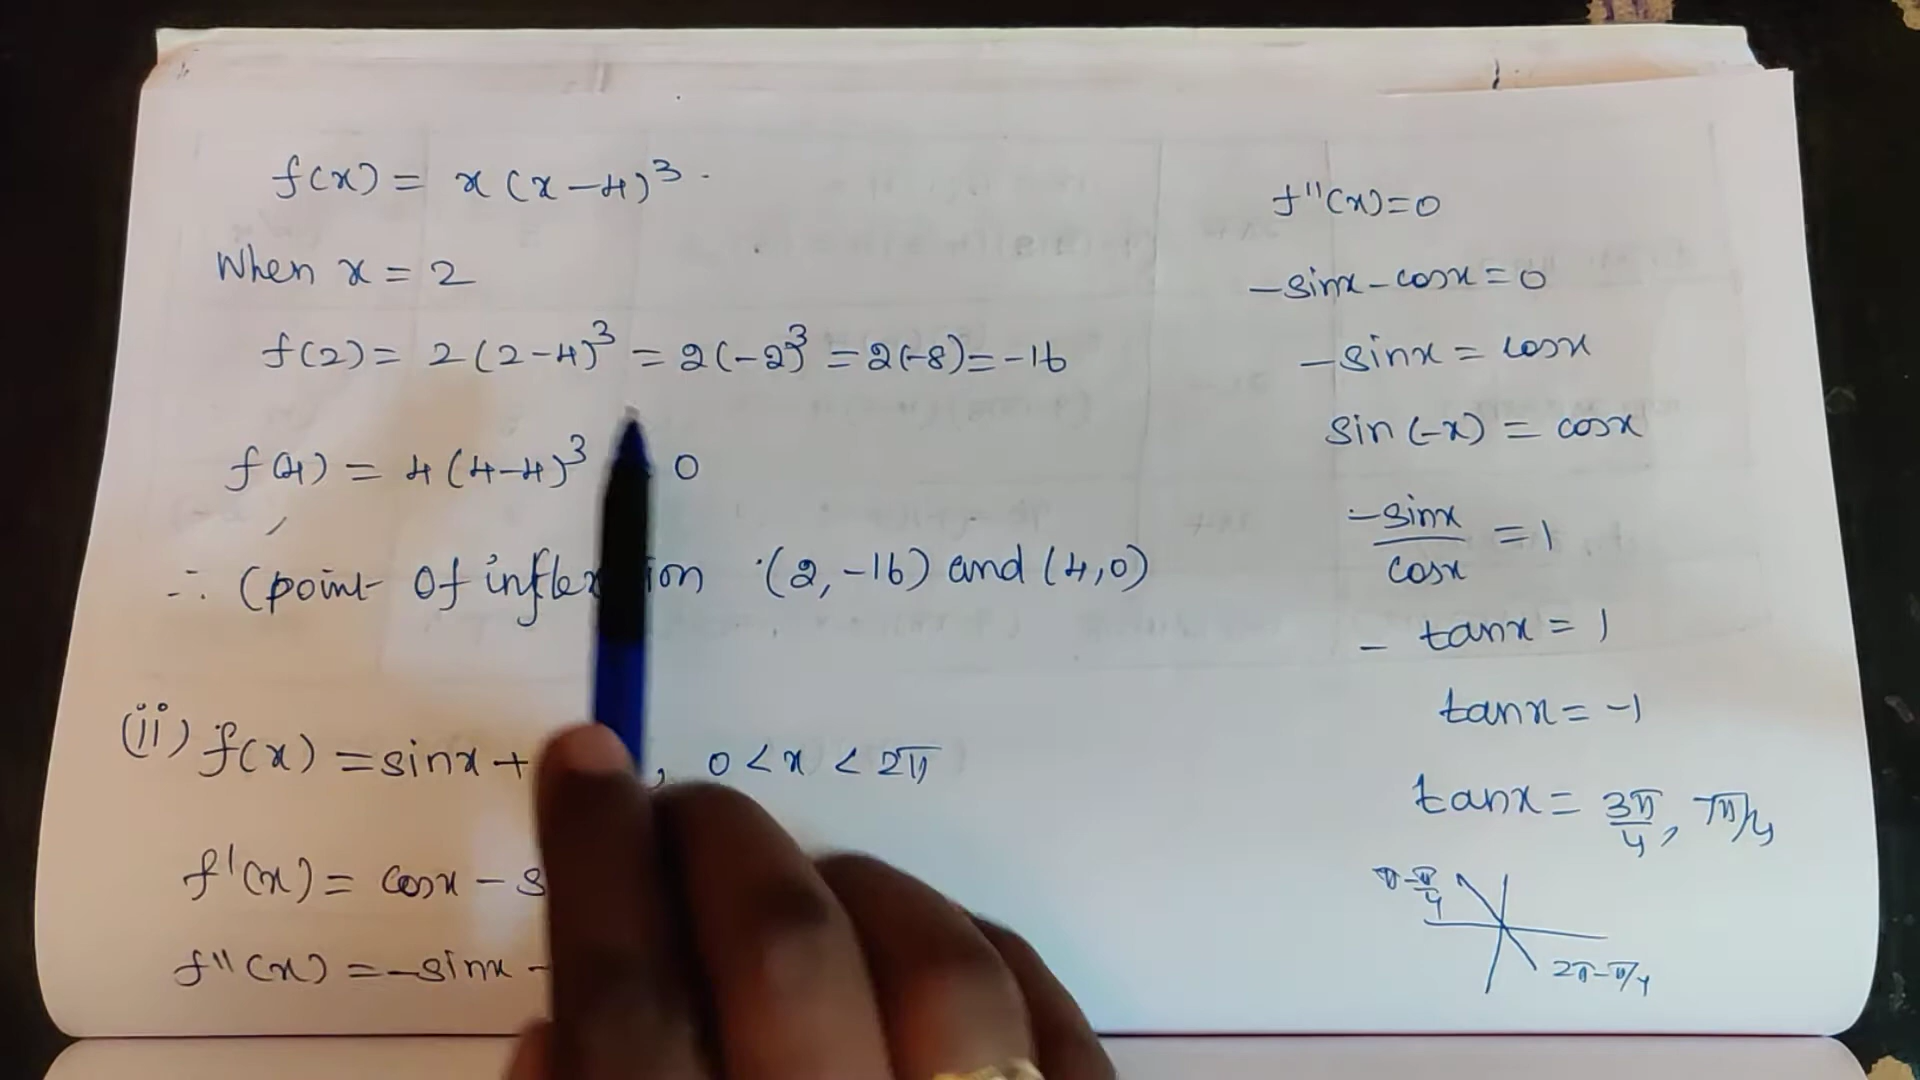 f(x) = x(x-4)³.
When x = 2
f(2) = 2(2-4)³ = 2(-2)³ = 2(-8) = -16
f(4) = 4(4-4)³ 0
∴ (point of inflexion (2,-16) and (4,0)
(ii) f(x) = sinx + , 0 < x < 2π
f'(x) = cosx - s
f''(x) = -sinx -
f''(x) = 0
-sinx - cosx = 0
-sinx = cosx
sin(-x) = cosx
-sinx/cosx = 1
- tanx = 1
tanx = -1
tanx = 3π/4, 7π/4
π-π/4
2π-π/4